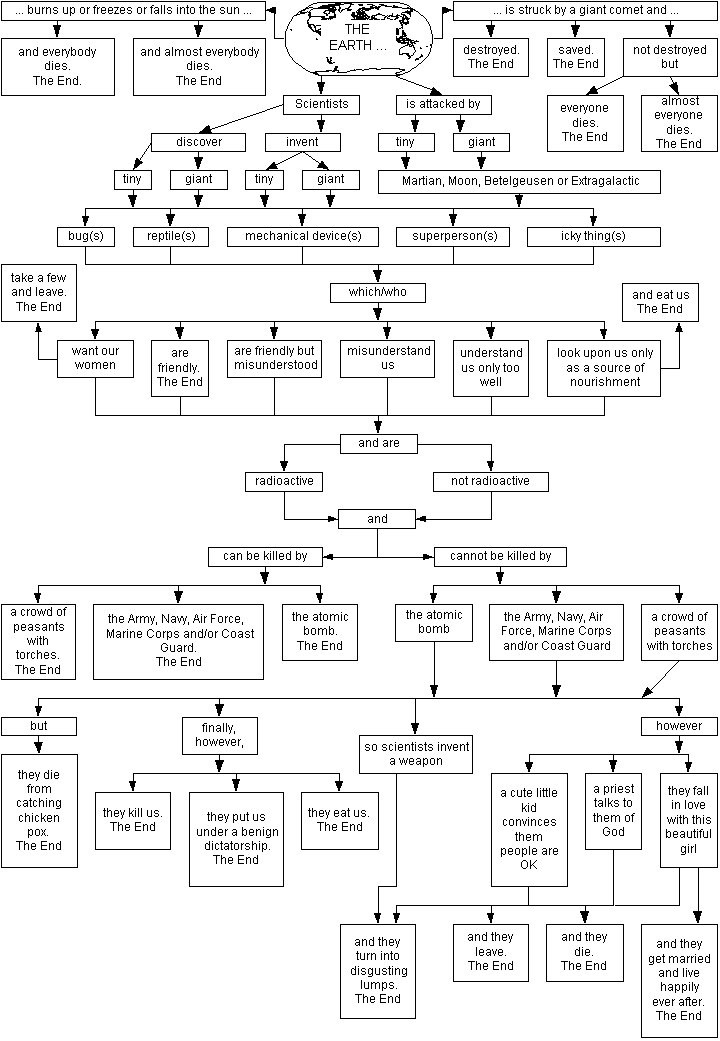 ... burns up or freezes or falls into the sun ...
THE
EARTH ...
... is struck by a giant comet and ...
and everybody
dies.
The End.
and almost everybody
dies.
The End
destroyed.
The End
saved.
The End
not destroyed
but
everyone
dies.
The End
almost
everyone
dies.
The End
Scientists
is attacked by
discover
invent
tiny
giant
tiny
giant
tiny
giant
Martian, Moon, Betelgeusen or Extragalactic
bug(s)
reptile(s)
mechanical device(s)
superperson(s)
icky thing(s)
take a few
and leave.
The End
which/who
and eat us
The End
want our
women
are
friendly.
The End
are friendly but
misunderstood
misunderstand
us
understand
us only too
well
look upon us only
as a source of
nourishment
and are
radioactive
not radioactive
and
can be killed by
cannot be killed by
a crowd of
peasants
with
torches.
The End
the Army, Navy, Air Force,
Marine Corps and/or Coast
Guard.
The End
the atomic
bomb.
The End
the atomic
bomb
the Army, Navy, Air
Force, Marine Corps
and/or Coast Guard
a crowd of
peasants
with torches
but
finally,
however,
so scientists invent
a weapon
however
they die
from
catching
chicken
pox.
The End
they kill us.
The End
they put us
under a benign
dictatorship.
The End
they eat us.
The End
a cute little
kid
convinces
them
people are
OK
a priest
talks to
them of
God
they fall
in love
with this
beautiful
girl
and they
turn into
disgusting
lumps.
The End
and they
leave.
The End
and they
die.
The End
and they
get married
and live
happily
ever after.
The End